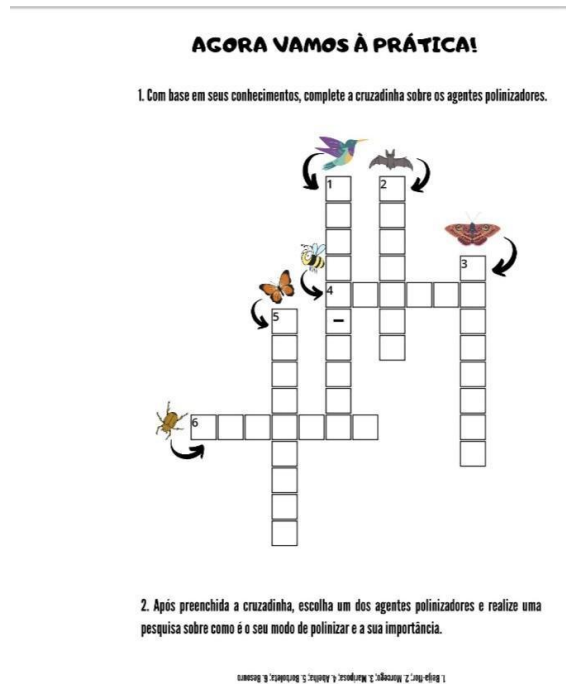 AGORA VAMOS À PRÁTICA!
1. Com base em seus conhecimentos, complete a cruzadinha sobre os agentes polinizadores.
1 2
3
4
5
–
6
2. Após preenchida a cruzadinha, escolha um dos agentes polinizadores e realize uma
pesquisa sobre como é o seu modo de polinizar e a sua importância.
1. Beija-flor; 2. Morcego; 3. Mariposa; 4. Abelha; 5. Borboleta; 6. Besouro